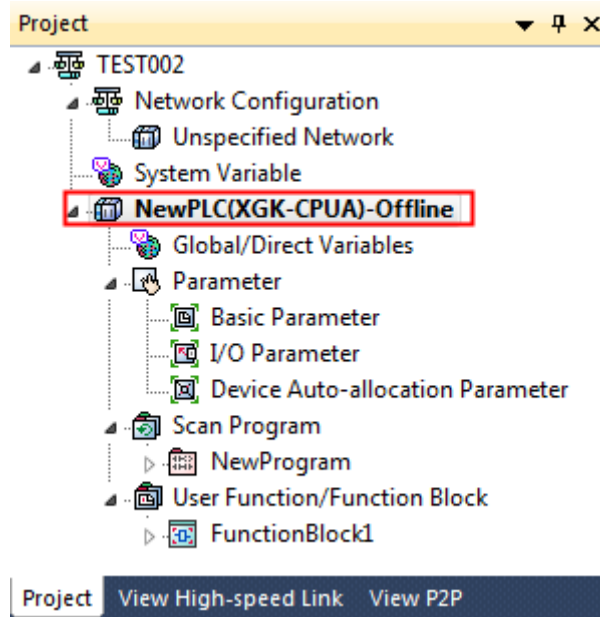 Project
TEST002
Network Configuration
Unspecified Network
System Variable
NewPLC(XGK-CPUA)-Offline
Global/Direct Variables
Parameter
Basic Parameter
I/O Parameter
Device Auto-allocation Parameter
Scan Program
NewProgram
User Function/Function Block
FunctionBlock1
Project View High-speed Link View P2P